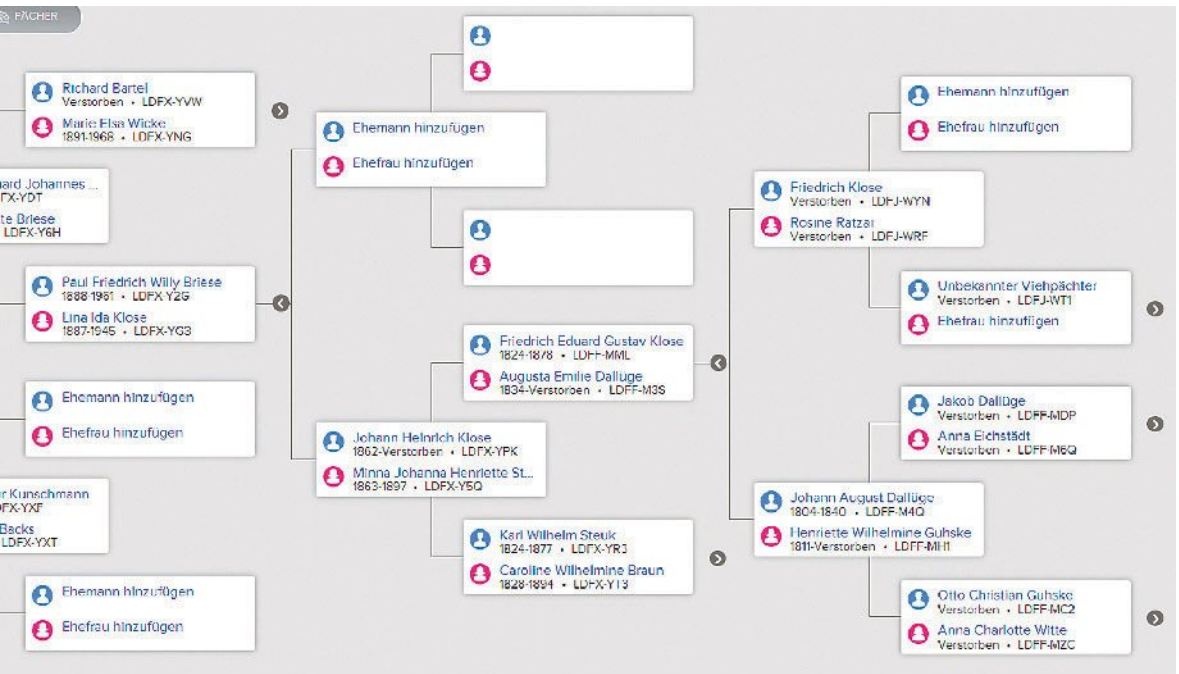 FÄCHER
Richard Bartel
Verstorben • LDFX-YVW
Marie Elsa Wicke
1891-1968 • LDFX-YNG
ard Johannes ...
FX-YDT
te Briese
LDFX-Y6H
Paul Friedrich Willy Briese
1888-1961 • LDFX-Y2G
Lina Ida Klose
1887-1945 • LDFX-YG3
Ehemann hinzufügen
Ehefrau hinzufügen
r Kunschmann
DFX-YXF
Backs
LDFX-YXT
Ehemann hinzufügen
Ehefrau hinzufügen
Ehemann hinzufügen
Ehefrau hinzufügen
Johann Heinrich Klose
1862-Verstorben • LDFX-YPK
Minna Johanna Henriette St...
1863-1897 • LDFX-Y5Q
Friedrich Eduard Gustav Klose
1824-1878 • LDFF-MML
Augusta Emilie Dallüge
1834-Verstorben • LDFF-M3S
Karl Wilhelm Steuk
1824-1877 • LDFX-YRJ
Caroline Wilhelmine Braun
1828-1894 • LDFX-YT3
Friedrich Klose
Verstorben • LDFJ-WYN
Rosine Ratzar
Verstorben • LDFJ-WRF
Johann August Dallüge
1804-1840 • LDFF-M4Q
Henriette Wilhelmine Guhske
1811-Verstorben • LDFF-MH1
Ehemann hinzufügen
Ehefrau hinzufügen
Unbekannter Viehpächter
Verstorben • LDFJ-WT1
Ehefrau hinzufügen
Jakob Dallüge
Verstorben • LDFF-MDP
Anna Eichstädt
Verstorben • LDFF-M6Q
Otto Christian Guhske
Verstorben • LDFF-MC2
Anna Charlotte Witte
Verstorben • LDFF-MZC